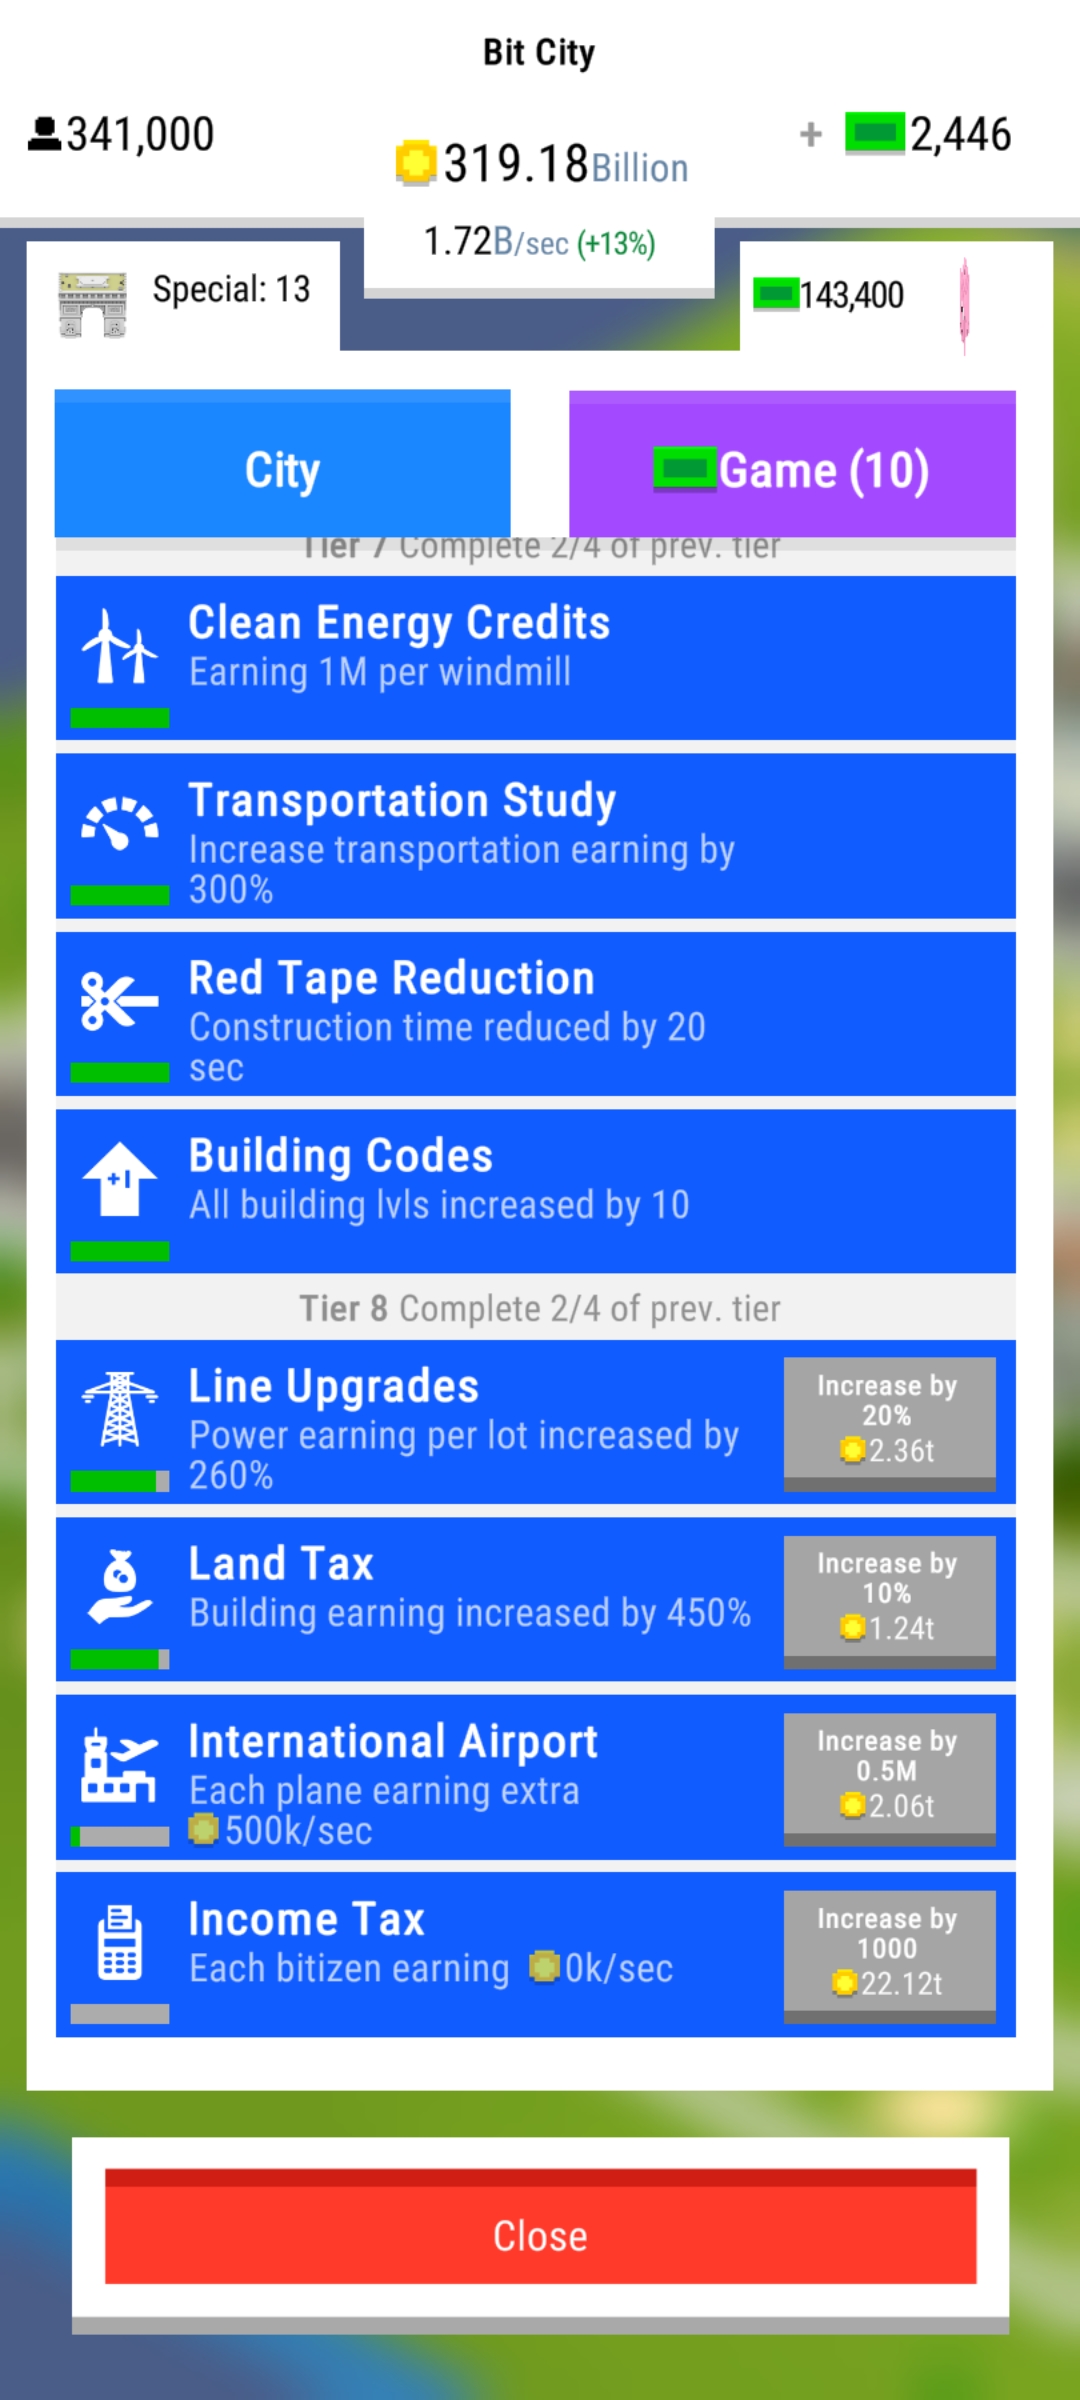 Bit City
341,000
+ 2,446
319.18Billion
1.72B/sec (+13%)
Special: 13
143,400
City
Game (10)
Tier 7 Complete 2/4 of prev. tier
Clean Energy Credits
Earning 1M per windmill
Transportation Study
Increase transportation earning by
300%
Red Tape Reduction
Construction time reduced by 20
sec
Building Codes
+1
All building lvls increased by 10
Tier 8 Complete 2/4 of prev. tier
Line Upgrades
Power earning per lot increased by
260%
Increase by
20%
2.36t
Land Tax
Building earning increased by 450%
Increase by
10%
1.24t
International Airport
Each plane earning extra
500k/sec
Increase by
0.5M
2.06t
Income Tax
Each bitizen earning 0k/sec
Increase by
1000
22.12t
Close